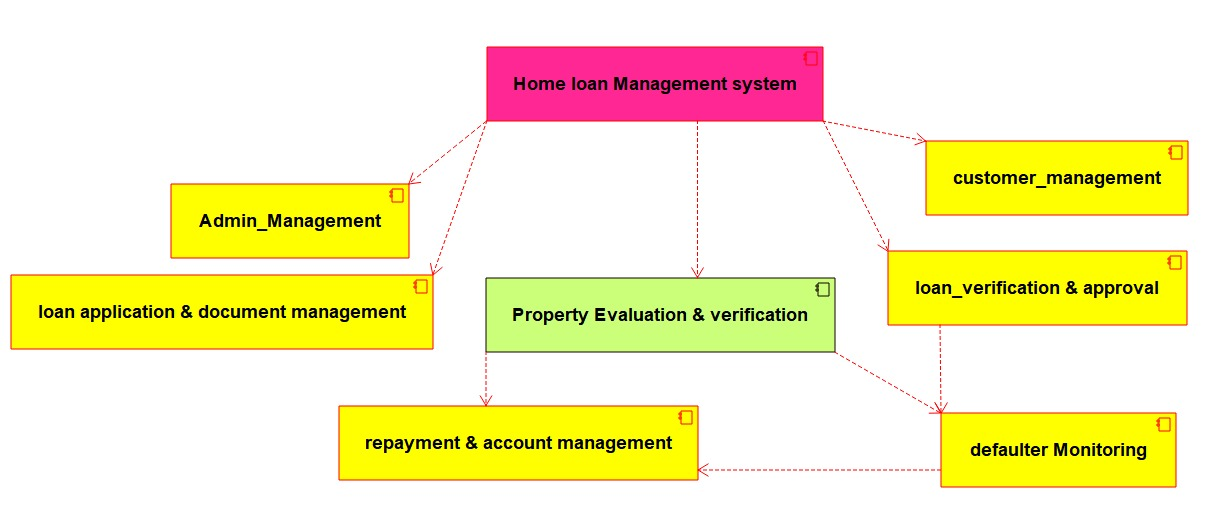 Home loan Management system
customer_management
Admin_Management
loan_verification & approval
loan application & document management
Property Evaluation & verification
repayment & account management
defaulter Monitoring